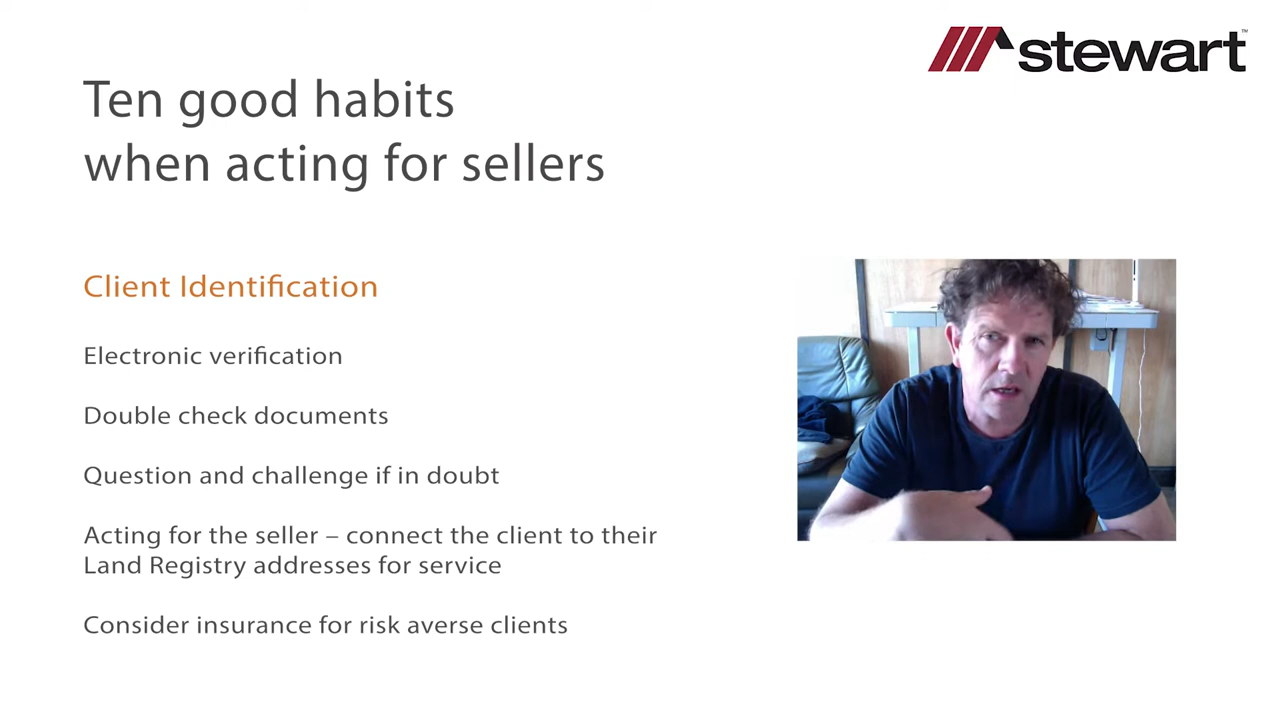 stewart™
Ten good habits
when acting for sellers
Client Identification
Electronic verification
Double check documents
Question and challenge if in doubt
Acting for the seller – connect the client to their
Land Registry addresses for service
Consider insurance for risk averse clients